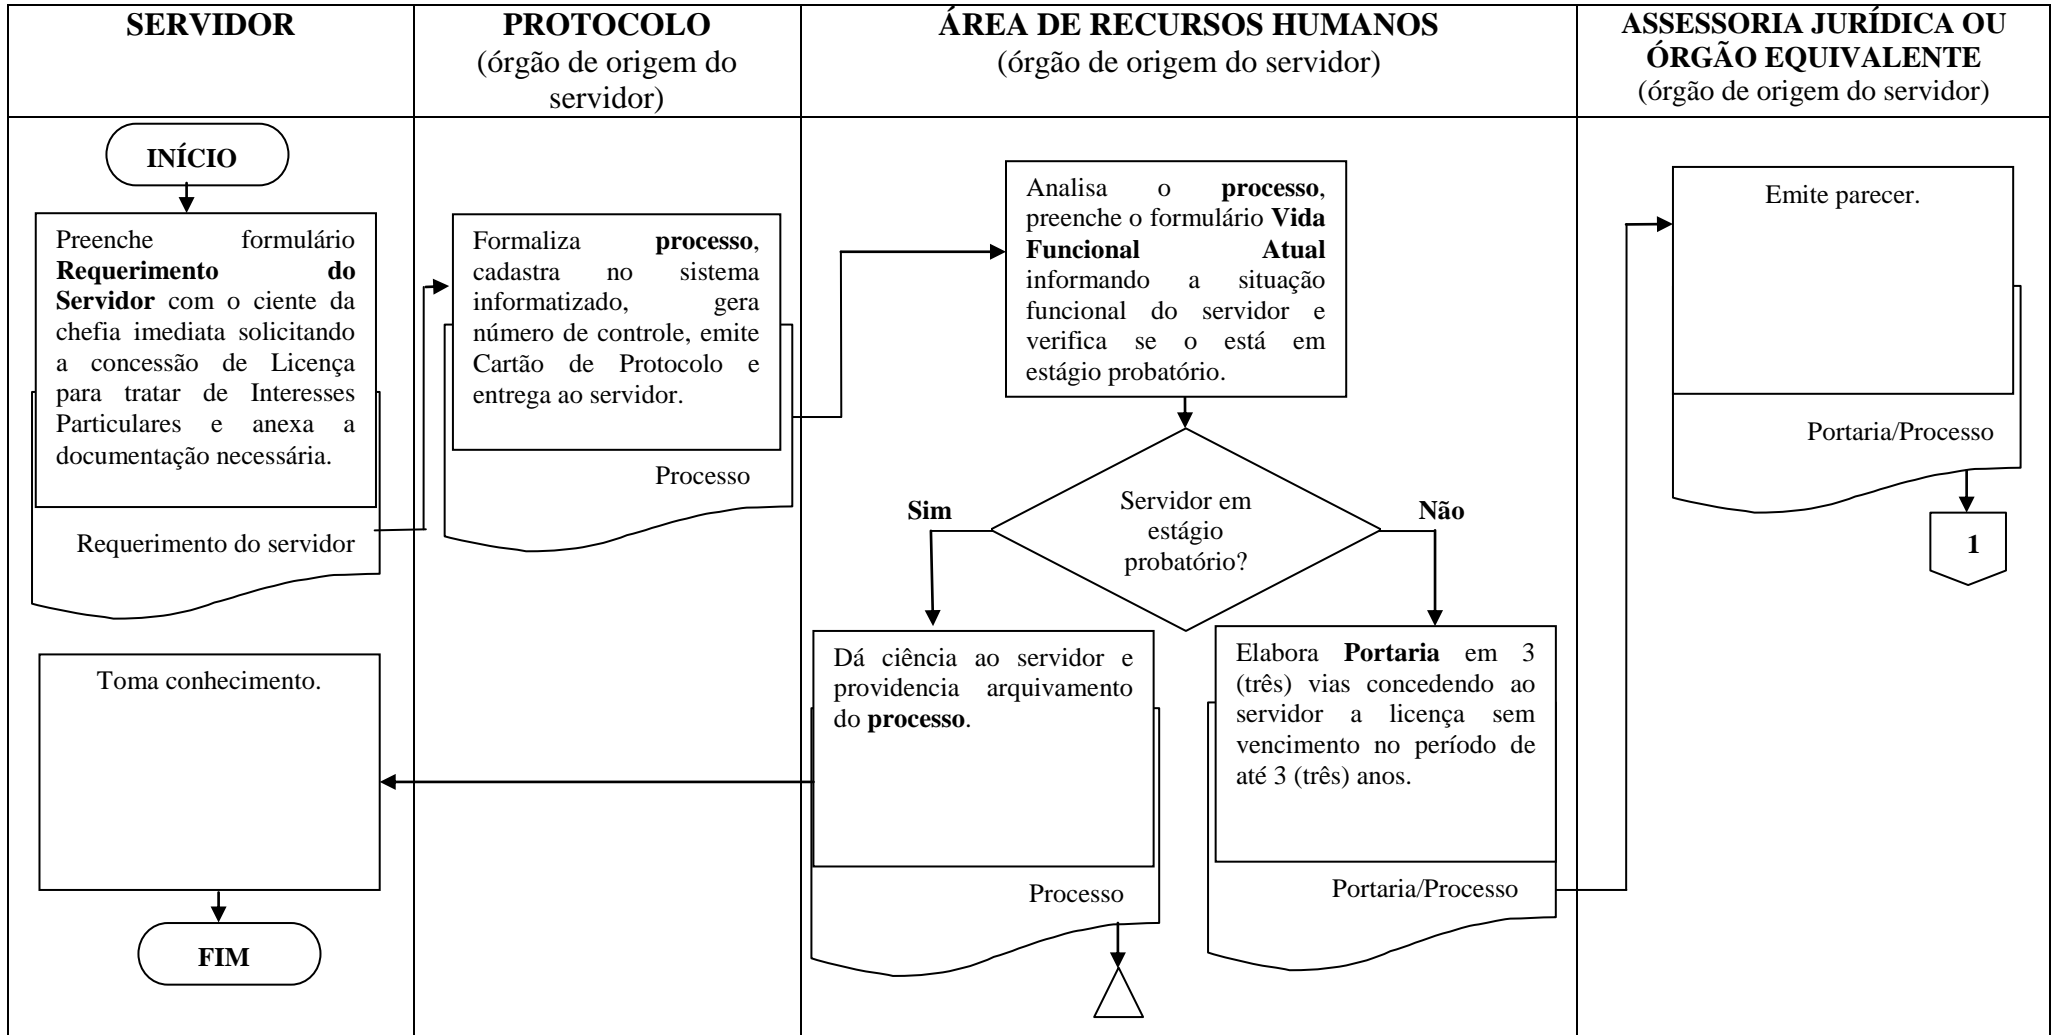 SERVIDOR
PROTOCOLO
(órgão de origem do
servidor)
ÁREA DE RECURSOS HUMANOS
(órgão de origem do servidor)
ASSESSORIA JURÍDICA OU
ÓRGÃO EQUIVALENTE
(órgão de origem do servidor)
INÍCIO
Preenche formulário
Requerimento do
Servidor com o ciente da
chefia imediata solicitando
a concessão de Licença
para tratar de Interesses
Particulares e anexa a
documentação necessária.
Requerimento do servidor
Formaliza processo,
cadastra no sistema
informatizado, gera
número de controle, emite
Cartão de Protocolo e
entrega ao servidor.
Processo
Analisa o processo,
preenche o formulário Vida
Funcional Atual
informando a situação
funcional do servidor e
verifica se o está em
estágio probatório.
Servidor em
estágio
probatório?
Sim
Não
Dá ciência ao servidor e
providencia arquivamento
do processo.
Processo
Elabora Portaria em 3
(três) vias concedendo ao
servidor a licença sem
vencimento no período de
até 3 (três) anos.
Portaria/Processo
Emite parecer.
Portaria/Processo
1
Toma conhecimento.
FIM